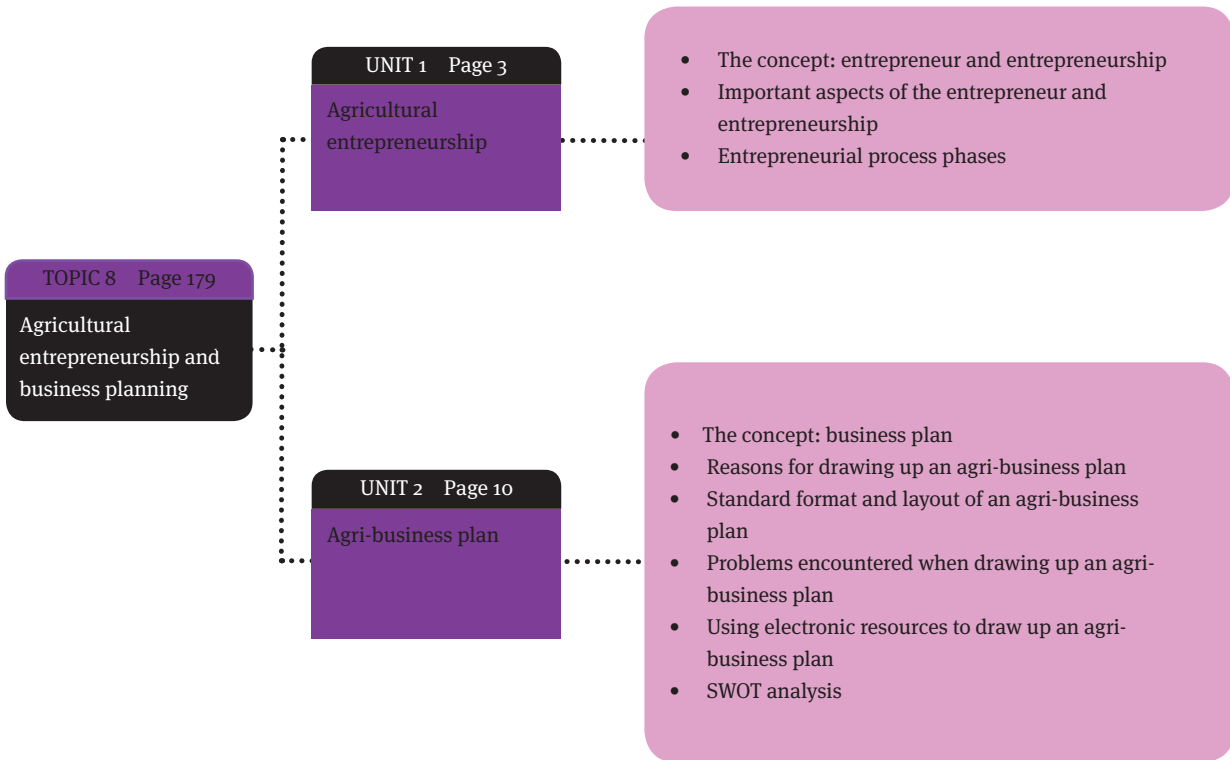 TOPIC 8 Page 179
Agricultural
entrepreneurship and
business planning
UNIT 1 Page 3
Agricultural
entrepreneurship
• The concept: entrepreneur and entrepreneurship
• Important aspects of the entrepreneur and
entrepreneurship
• Entrepreneurial process phases
UNIT 2 Page 10
Agri-business plan
• The concept: business plan
• Reasons for drawing up an agri-business plan
• Standard format and layout of an agri-business
plan
• Problems encountered when drawing up an agri-
business plan
• Using electronic resources to draw up an agri-
business plan
• SWOT analysis